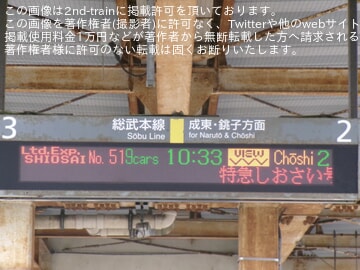 この画像は2nd-trainに掲載許可を頂いております。
この画像を著作権者(撮影者)に許可なく、Twitterや他のwebサイト
掲載使用料金1万円などが著作者から無断転載した方へ請求される
著作権者様に許可のない転載は固くお断りいたします。
3 総武本線 成東・銚子方面 2
Sōbu Line for Narutō & Chōshi
Ltd.Exp. SHIOSAI No. 5 19cars 10:33 VIEW Chōshi 2
特急しおさい